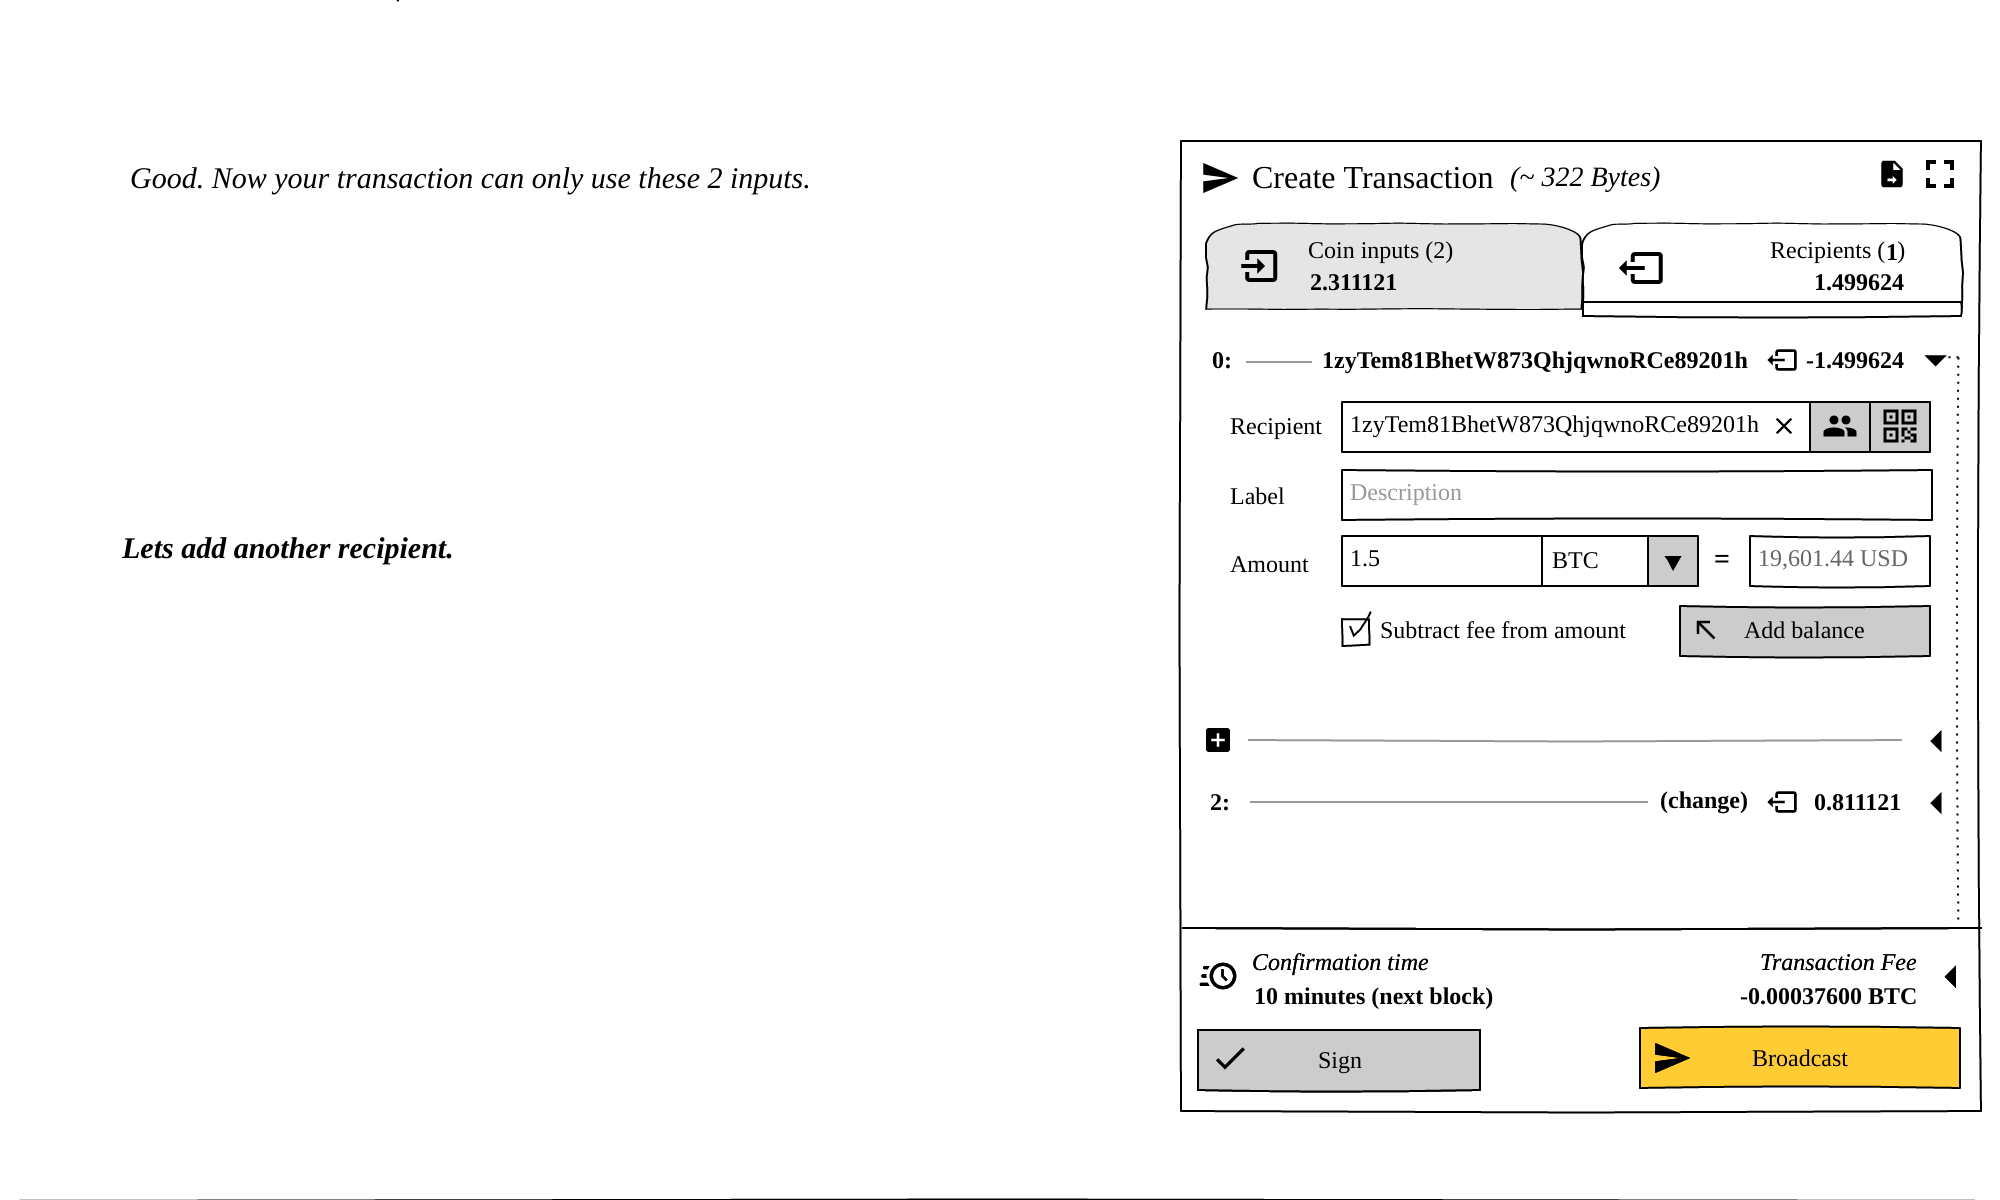 Good. Now your transaction can only use these 2 inputs.
Lets add another recipient.
Create Transaction (~ 322 Bytes)
Coin inputs (2)
2.311121
Recipients (1)
1.499624
0: 1zyTem81BhetW873QhjqwnoRCe89201h -1.499624
Recipient 1zyTem81BhetW873QhjqwnoRCe89201h
Label Description
Amount 1.5 BTC = 19,601.44 USD
Subtract fee from amount Add balance
2: (change) 0.811121
Confirmation time
10 minutes (next block)
Transaction Fee
-0.00037600 BTC
Sign Broadcast